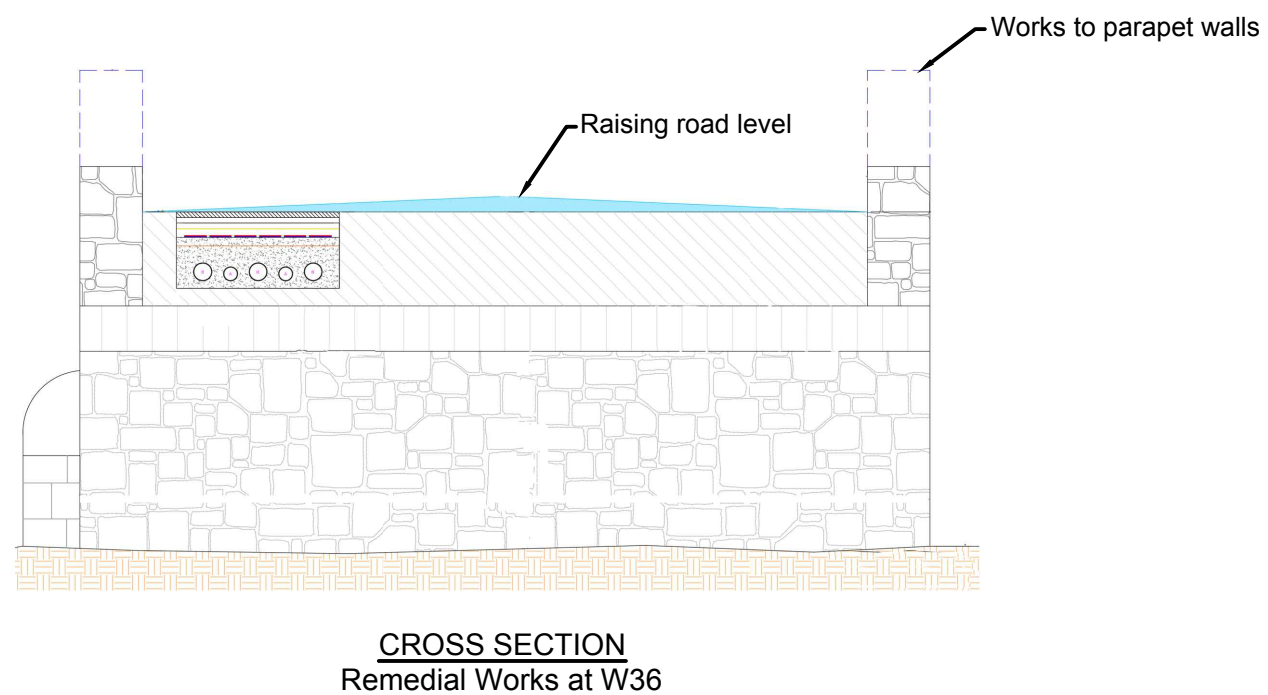 Works to parapet walls
Raising road level
CROSS SECTION
Remedial Works at W36